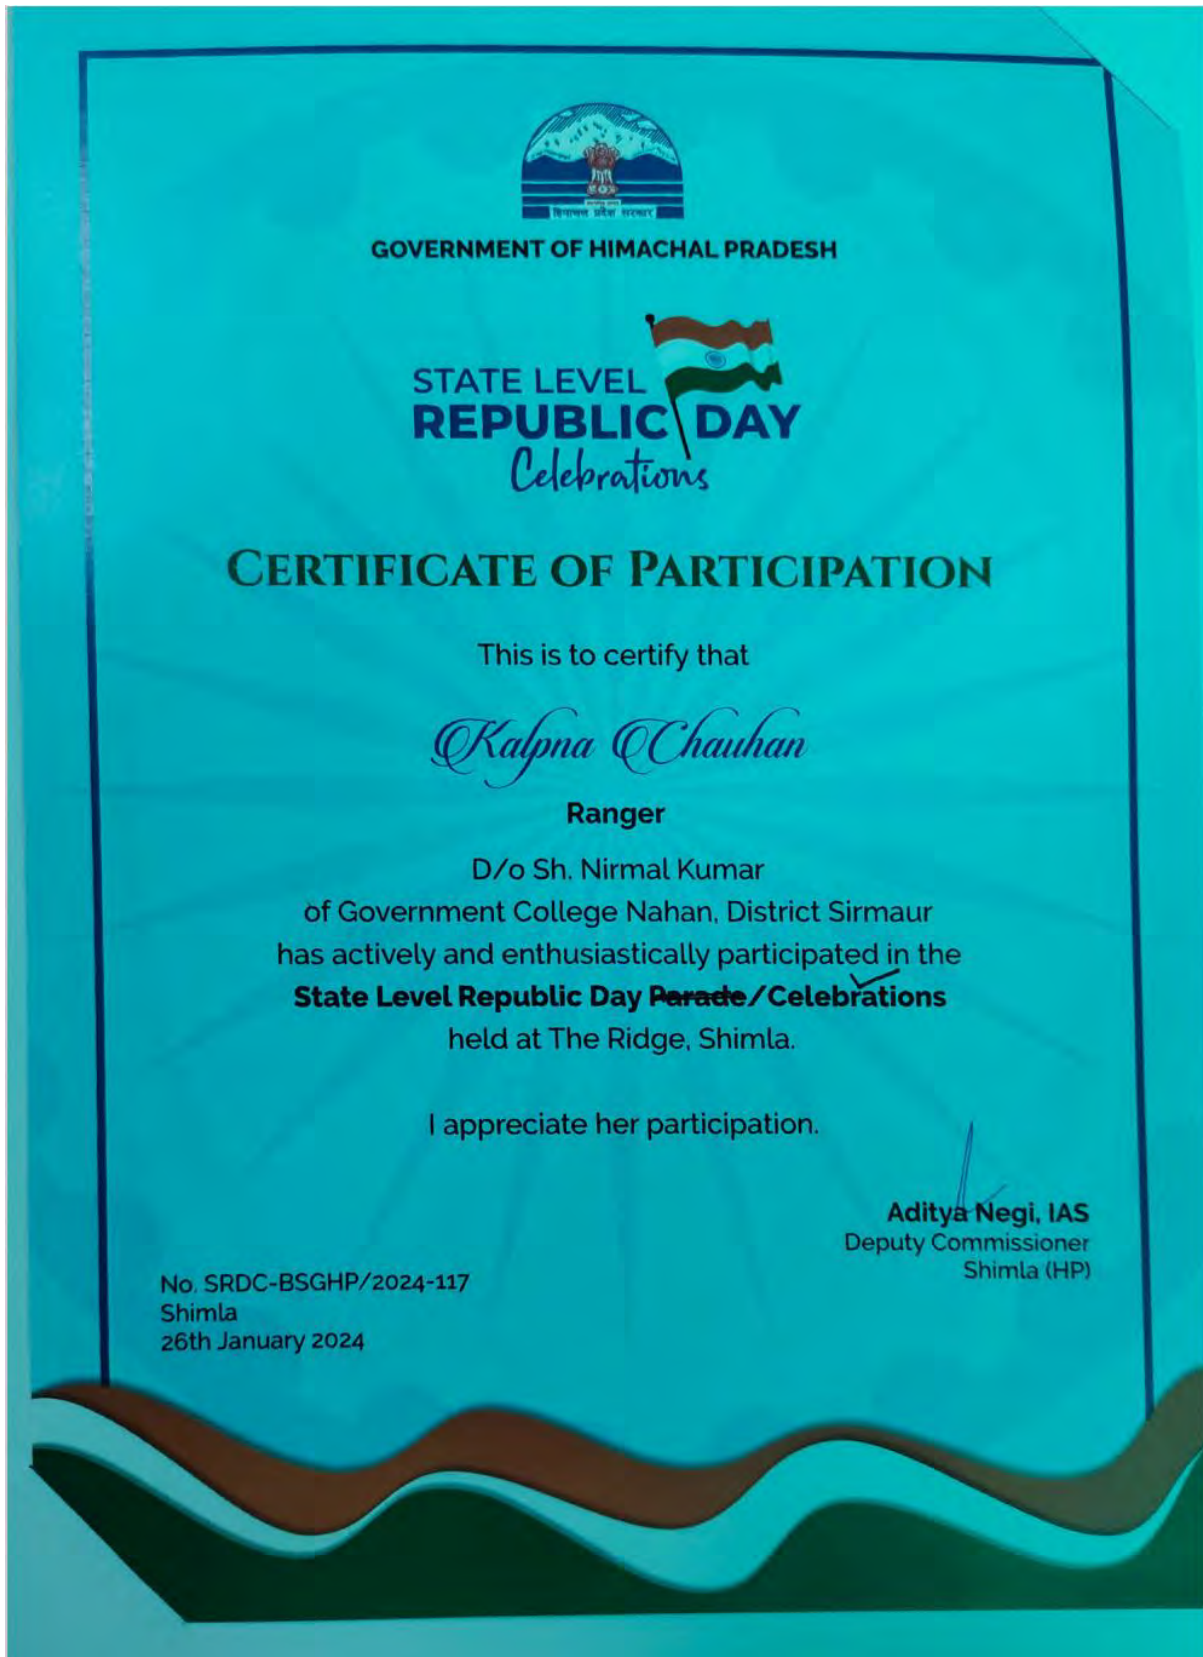 हिमाचल प्रदेश सरकार
GOVERNMENT OF HIMACHAL PRADESH
STATE LEVEL
REPUBLIC DAY
Celebrations
CERTIFICATE OF PARTICIPATION
This is to certify that
Kalpna Chauhan
Ranger
D/o Sh. Nirmal Kumar
of Government College Nahan, District Sirmaur
has actively and enthusiastically participated in the
State Level Republic Day Parade/Celebrations
held at The Ridge, Shimla.
I appreciate her participation.
Aditya Negi, IAS
Deputy Commissioner
Shimla (HP)
No. SRDC-BSGHP/2024-117
Shimla
26th January 2024